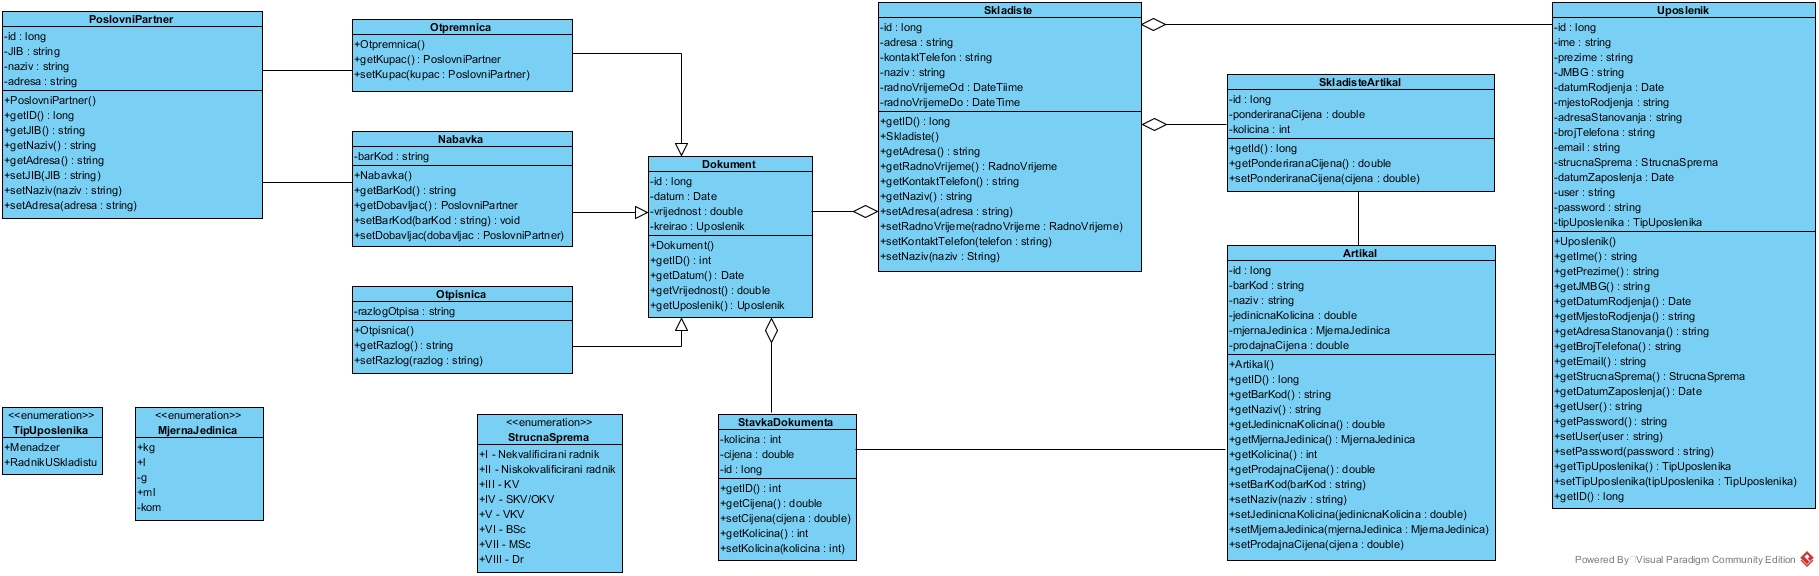 PoslovniPartner
-id : long
-JIB : string
-naziv : string
-adresa : string
+PoslovniPartner()
+getID() : long
+getJIB() : string
+getNaziv() : string
+getAdresa() : string
+setJIB(JIB : string)
+setNaziv(naziv : string)
+setAdresa(adresa : string)
Otpremnica
+Otpremnica()
+getKupac() : PoslovniPartner
+setKupac(kupac : PoslovniPartner)
Nabavka
-barKod : string
+Nabavka()
+getBarKod() : string
+getDobavljac() : PoslovniPartner
+setBarKod(barKod : string) : void
+setDobavljac(dobavljac : PoslovniPartner)
Otpisnica
-razlogOtpisa : string
+Otpisnica()
+getRazlog() : string
+setRazlog(razlog : string)
Dokument
-id : long
-datum : Date
-vrijednost : double
-kreirao : Uposlenik
+Dokument()
+getID() : int
+getDatum() : Date
+getVrijednost() : double
+getUposlenik() : Uposlenik
Skladiste
-id : long
-adresa : string
-kontaktTelefon : string
-naziv : string
-radnoVrijemeOd : DateTiime
-radnoVrijemeDo : DateTime
+getID() : long
+Skladiste()
+getAdresa() : string
+getRadnoVrijeme() : RadnoVrijeme
+getKontaktTelefon() : string
+getNaziv() : string
+setAdresa(adresa : string)
+setRadnoVrijeme(radnoVrijeme : RadnoVrijeme)
+setKontaktTelefon(telefon : string)
+setNaziv(naziv : String)
SkladisteArtikal
-id : long
-ponderiranaCijena : double
-kolicina : int
+getId() : long
+getPonderiranaCijena() : double
+setPonderiranaCijena(cijena : double)
Artikal
-id : long
-barKod : string
-naziv : string
-jedinicnaKolicina : double
-mjernaJedinica : MjernaJedinica
-prodajnaCijena : double
+Artikal()
+getID() : long
+getBarKod() : string
+getNaziv() : string
+getJedinicnaKolicina() : double
+getMjernaJedinica() : MjernaJedinica
+getKolicina() : int
+getProdajnaCijena() : double
+setBarKod(barKod : string)
+setNaziv(naziv : string)
+setJedinicnaKolicina(jedinicnaKolicina : double)
+setMjernaJedinica(mjernaJedinica : MjernaJedinica)
+setProdajnaCijena(cijena : double)
Uposlenik
-id : long
-ime : string
-prezime : string
-JMBG : string
-datumRodjenja : Date
-mjestoRodjenja : string
-adresaStanovanja : string
-brojTelefona : string
-email : string
-strucnaSprema : StrucnaSprema
-datumZaposlenja : Date
-user : string
-password : string
-tipUposlenika : TipUposlenika
+Uposlenik()
+getIme() : string
+getPrezime() : string
+getJMBG() : string
+getDatumRodjenja() : Date
+getMjestoRodjenja() : string
+getAdresaStanovanja() : string
+getBrojTelefona() : string
+getEmail() : string
+getStrucnaSprema() : StrucnaSprema
+getDatumZaposlenja() : Date
+getUser() : string
+getPassword() : string
+setUser(user : string)
+setPassword(password : string)
+getTipUposlenika() : TipUposlenika
+setTipUposlenika(tipUposlenika : TipUposlenika)
+getID() : long
<<enumeration>>
TipUposlenika
+Menadzer
+RadnikUSkladistu
<<enumeration>>
MjernaJedinica
+kg
+l
-g
+ml
-kom
<<enumeration>>
StrucnaSprema
+I - Nekvalificirani radnik
+II - Niskokvalificirani radnik
+III - KV
+IV - SKV/OKV
+V - VKV
+VI - BSc
+VII - MSc
+VIII - Dr
StavkaDokumenta
-kolicina : int
-cijena : double
-id : long
+getID() : int
+getCijena() : double
+setCijena(cijena : double)
+getKolicina() : int
+setKolicina(kolicina : int)
Powered By Visual Paradigm Community Edition